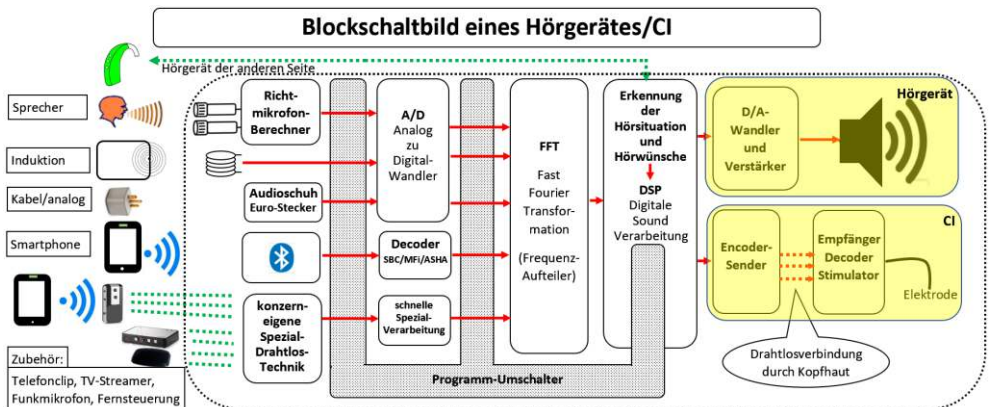 Blockschaltbild eines Hörgerätes/CI
Hörgerät der anderen Seite
Sprecher
Induktion
Kabel/analog
Smartphone
Zubehör:
Telefonclip, TV-Streamer,
Funkmikrofon, Fernsteuerung
Richt-
mikrofon-
Berechner
Audioschuh
Euro-Stecker
konzern-
eigene
Spezial-
Drahtlos-
Technik
A/D
Analog
zu
Digital-
Wandler
Decoder
SBC/MFi/ASHA
schnelle
Spezial-
Verarbeitung
FFT
Fast
Fourier
Transfor-
mation
(Frequenz-
Aufteiler)
Programm-Umschalter
Erkennung
der
Hörsituation
und
Hörwünsche
DSP
Digitale
Sound
Verarbeitung
Hörgerät
D/A-
Wandler
und
Verstärker
CI
Encoder-
Sender
Empfänger
Decoder
Stimulator
Elektrode
Drahtlosverbindung
durch Kopfhaut